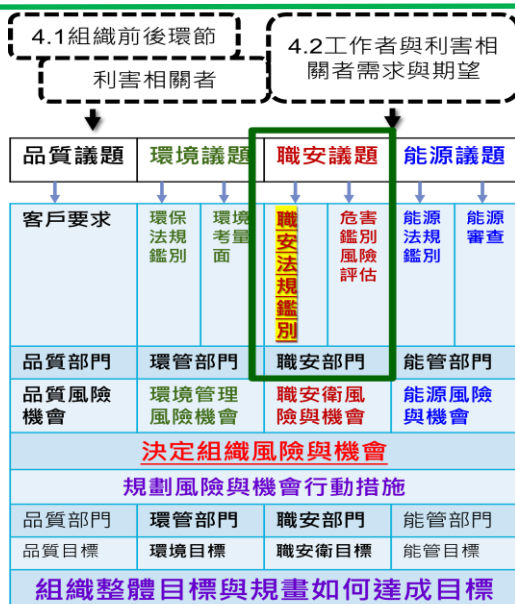 4.1組織前後環節
利害相關者
4.2工作者與利害相
關者需求與期望
品質議題 環境議題 職安議題 能源議題
客戶要求
環保
法規
鑑別
環境
考量
面
職安法規鑑別
危害
鑑別
風險
評估
能源
法規
鑑別
能源
審查
品質部門 環管部門 職安部門 能管部門
品質風險
機會
環境管理
風險機會
職安衛風
險與機會
能源風險
與機會
決定組織風險與機會
規劃風險與機會行動措施
品質部門 環管部門 職安部門 能管部門
品質目標 環境目標 職安衛目標 能管目標
組織整體目標與規畫如何達成目標